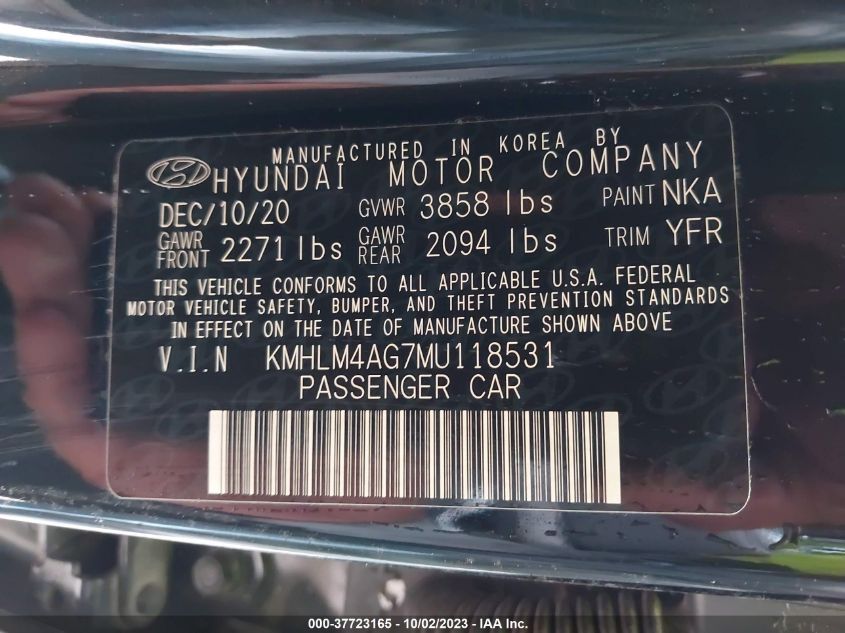 MANUFACTURED IN KOREA BY
HYUNDAI MOTOR COMPANY
DEC/10/20 GVWR 3858 lbs PAINT NKA
GAWR FRONT 2271 lbs GAWR REAR 2094 lbs TRIM YFR
THIS VEHICLE CONFORMS TO ALL APPLICABLE U.S.A. FEDERAL
MOTOR VEHICLE SAFETY, BUMPER, AND THEFT PREVENTION STANDARDS
IN EFFECT ON THE DATE OF MANUFACTURE SHOWN ABOVE
V.I.N KMHLM4AG7MU118531
PASSENGER CAR
000-37723165 - 10/02/2023 - IAA Inc.